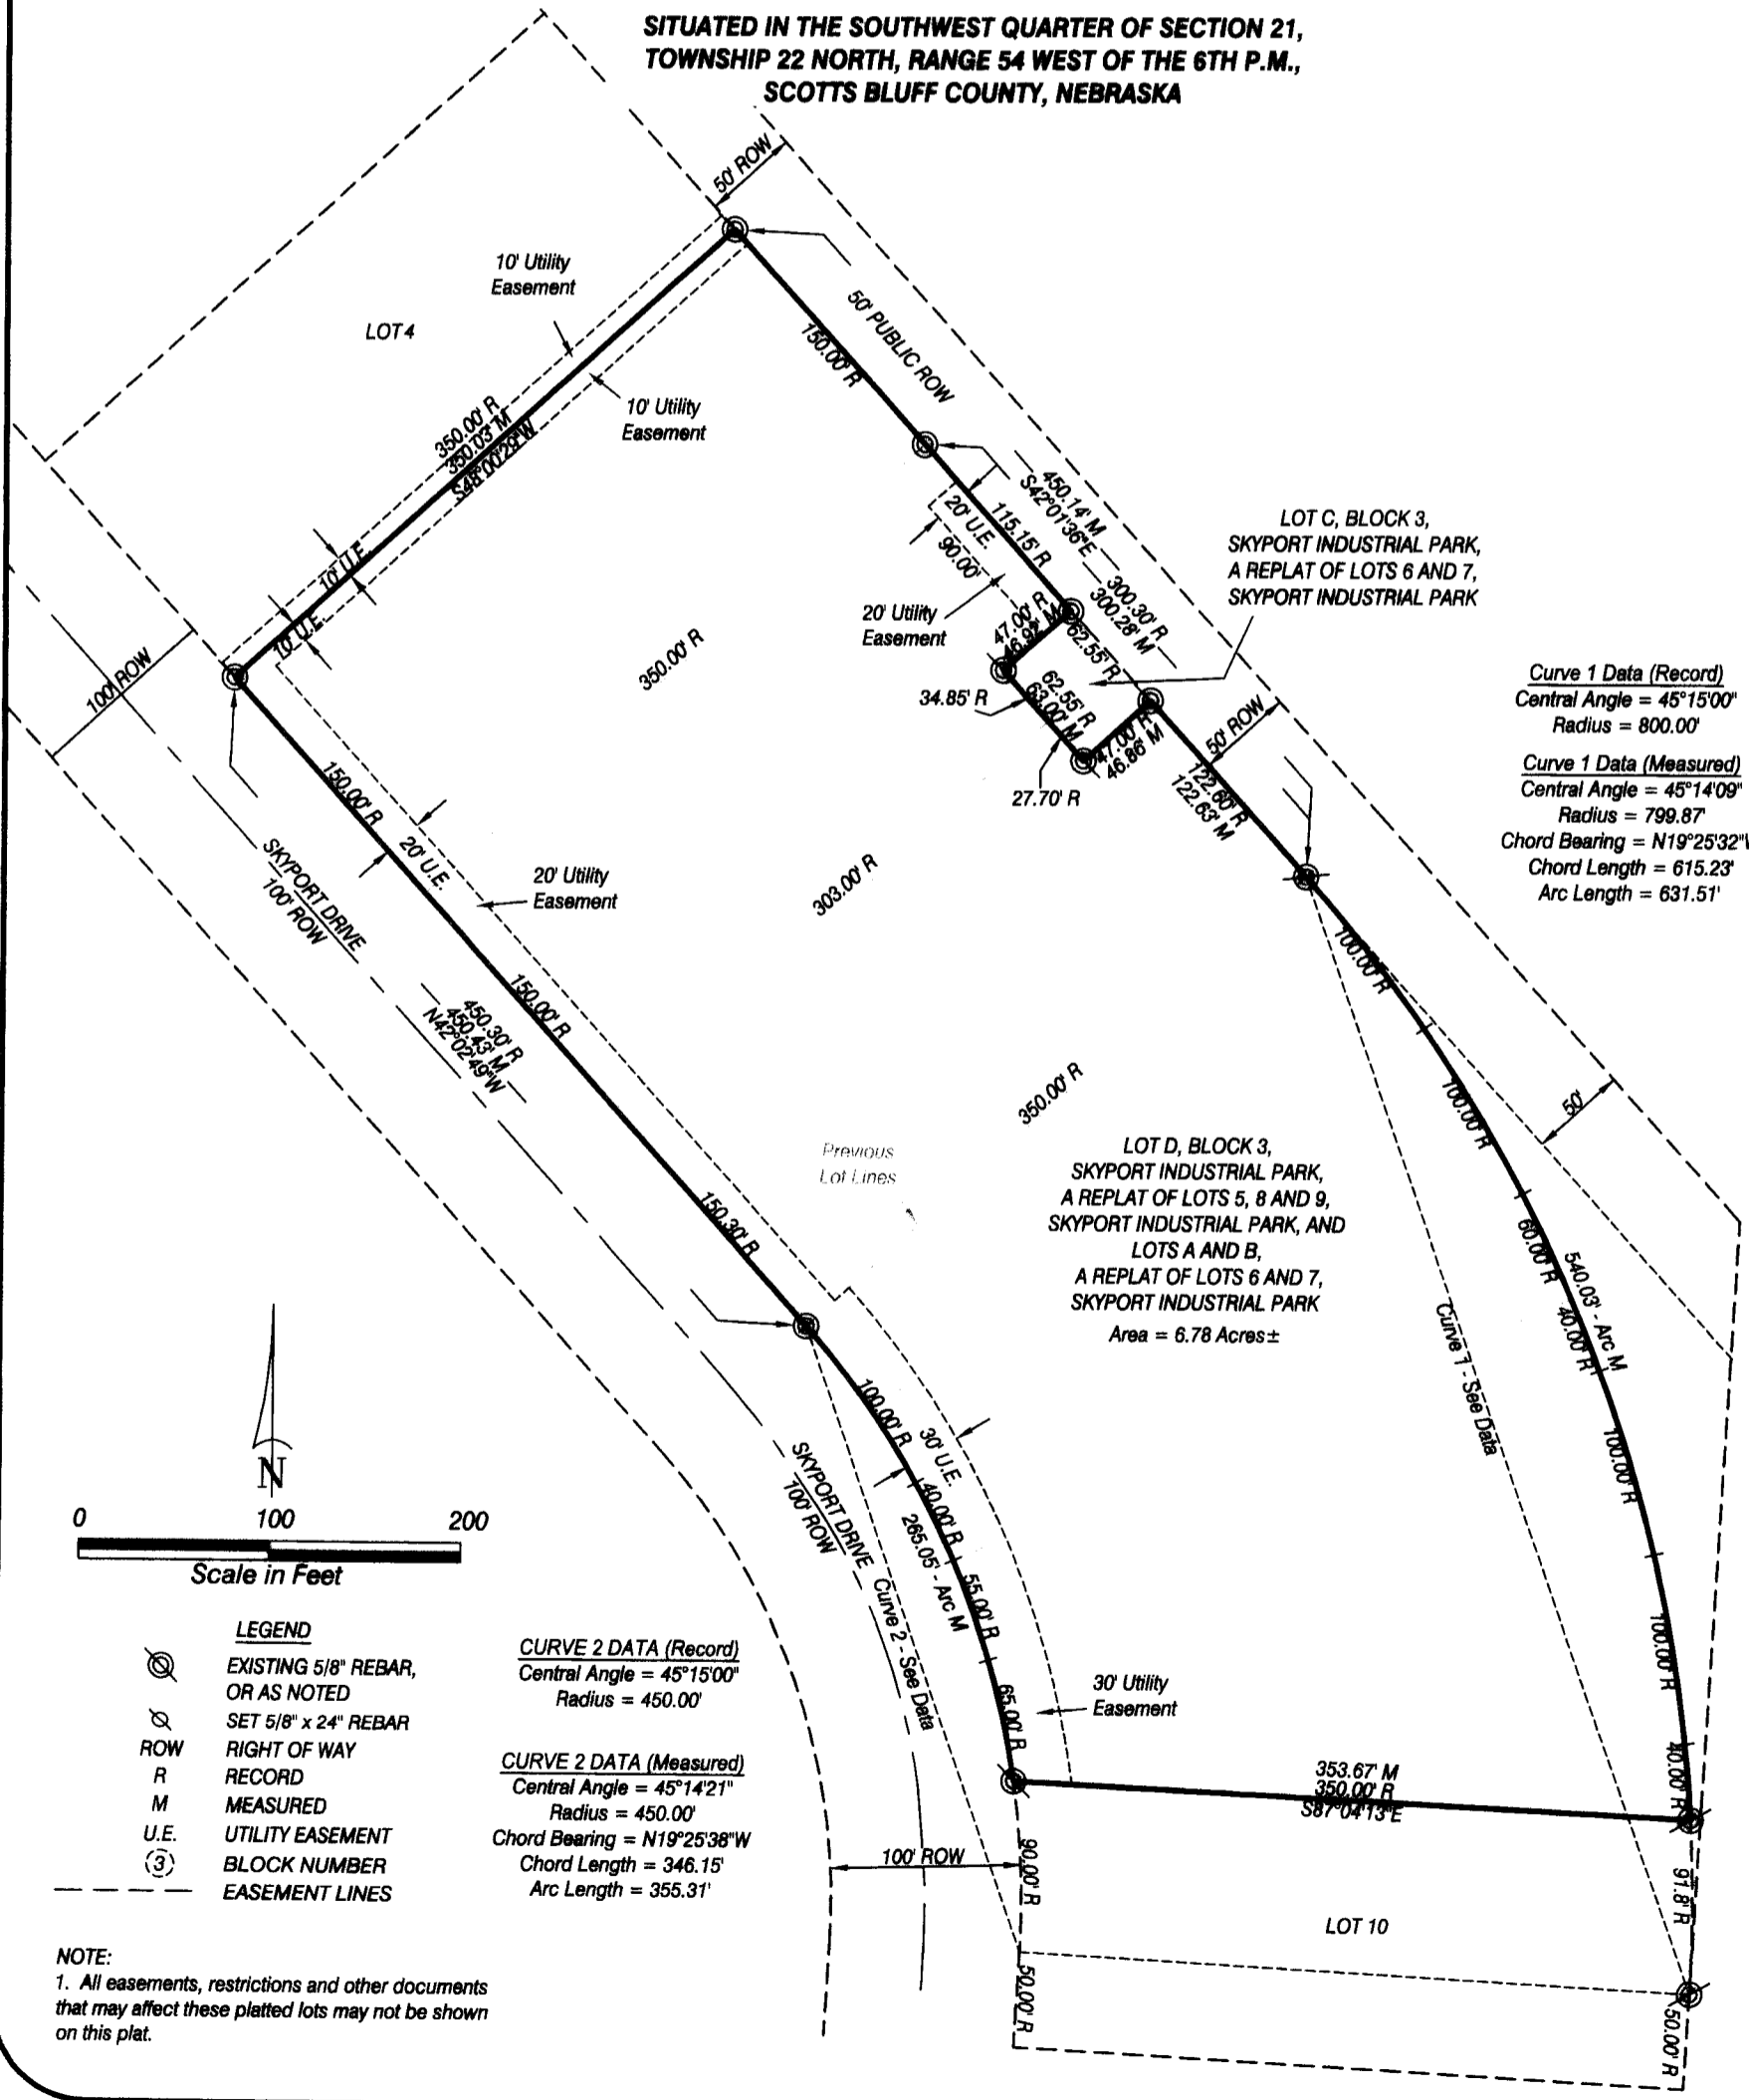 SITUATED IN THE SOUTHWEST QUARTER OF SECTION 21,
TOWNSHIP 22 NORTH, RANGE 54 WEST OF THE 6TH P.M.,
SCOTTS BLUFF COUNTY, NEBRASKA
50' ROW
10' Utility
Easement
LOT 4
50' PUBLIC ROW
150.00' R
10' Utility
Easement
350.00' R
350.03' M
S48°00'29"W
450.14' M
S42°01'36"E
300.30' R
300.28' M
20' U.E.
115.15' R
90.00'
LOT C, BLOCK 3,
SKYPORT INDUSTRIAL PARK,
A REPLAT OF LOTS 6 AND 7,
SKYPORT INDUSTRIAL PARK
10' U.E.
10' U.E.
20' Utility
Easement
47.00' R
46.92' M
62.55' R
350.00' R
100' ROW
34.85' R
62.55' R
63.00' M
47.00' R
46.86' M
27.70' R
50' ROW
122.60' R
122.63' M
Curve 1 Data (Record)
Central Angle = 45°15'00"
Radius = 800.00'
Curve 1 Data (Measured)
Central Angle = 45°14'09"
Radius = 799.87'
Chord Bearing = N19°25'32"W
Chord Length = 615.23'
Arc Length = 631.51'
150.00' R
20' U.E.
SKYPORT DRIVE
100' ROW
20' Utility
Easement
303.00' R
100.00' R
150.00' R
450.30' R
450.43' M
N42°02'49"W
350.00' R
100.00' R
50'
Previous
Lot Lines
LOT D, BLOCK 3,
SKYPORT INDUSTRIAL PARK,
A REPLAT OF LOTS 5, 8 AND 9,
SKYPORT INDUSTRIAL PARK, AND
LOTS A AND B,
A REPLAT OF LOTS 6 AND 7,
SKYPORT INDUSTRIAL PARK
Area = 6.78 Acres±
150.30' R
60.00' R
540.03' - Arc M
40.00' R
Curve 1 - See Data
100.00' R
30' U.E.
100.00' R
SKYPORT DRIVE
100' ROW
40.00' R
265.05' - Arc M
55.00' R
Curve 2 - See Data
100.00' R
65.00' R
30' Utility
Easement
40.00' R
353.67' M
350.00' R
S87°04'13"E
N
0 100 200
Scale in Feet
LEGEND
EXISTING 5/8" REBAR,
OR AS NOTED
SET 5/8" x 24" REBAR
ROW RIGHT OF WAY
R RECORD
M MEASURED
U.E. UTILITY EASEMENT
3 BLOCK NUMBER
EASEMENT LINES
CURVE 2 DATA (Record)
Central Angle = 45°15'00"
Radius = 450.00'
CURVE 2 DATA (Measured)
Central Angle = 45°14'21"
Radius = 450.00'
Chord Bearing = N19°25'38"W
Chord Length = 346.15'
Arc Length = 355.31'
100' ROW
90.00' R
91.8' R
LOT 10
50.00' R
50.00' R
NOTE:
1. All easements, restrictions and other documents
that may affect these platted lots may not be shown
on this plat.